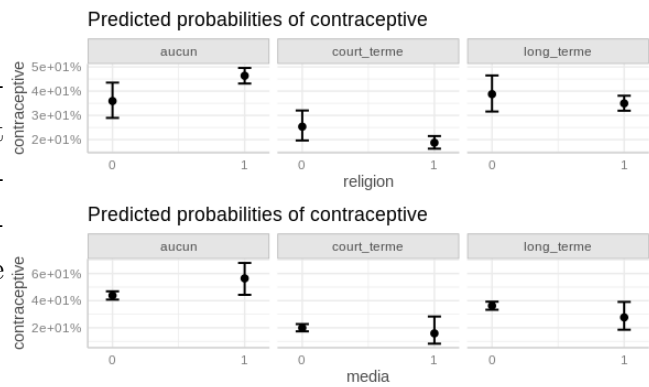 Predicted probabilities of contraceptive
aucun court_terme long_terme
contraceptive
5e+01%
4e+01%
3e+01%
2e+01%
0 1 0 1 0 1
religion
Predicted probabilities of contraceptive
aucun court_terme long_terme
contraceptive
6e+01%
4e+01%
2e+01%
0 1 0 1 0 1
media